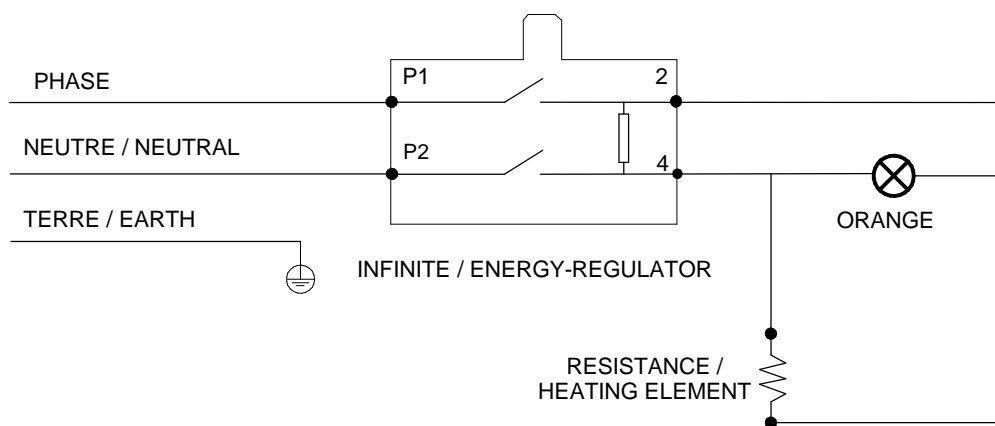 PHASE
P1
2
NEUTRE / NEUTRAL
P2
4
TERRE / EARTH
ORANGE
INFINITE / ENERGY-REGULATOR
RESISTANCE /
HEATING ELEMENT